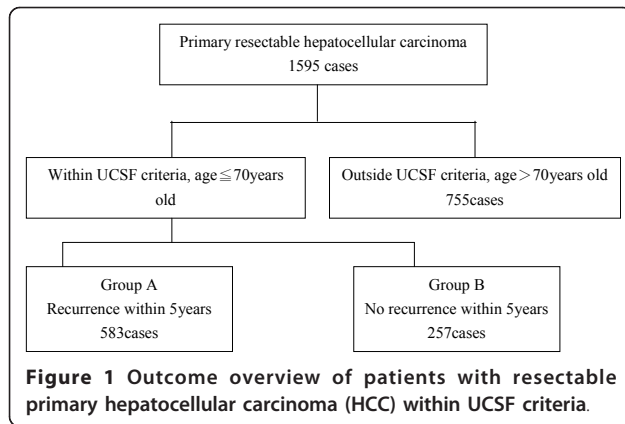 Primary resectable hepatocellular carcinoma
1595 cases
Within UCSF criteria, age≦70years
old
Outside UCSF criteria, age＞70years old
755cases
Group A
Recurrence within 5years
583cases
Group B
No recurrence within 5years
257cases
Figure 1 Outcome overview of patients with resectable
primary hepatocellular carcinoma (HCC) within UCSF criteria.